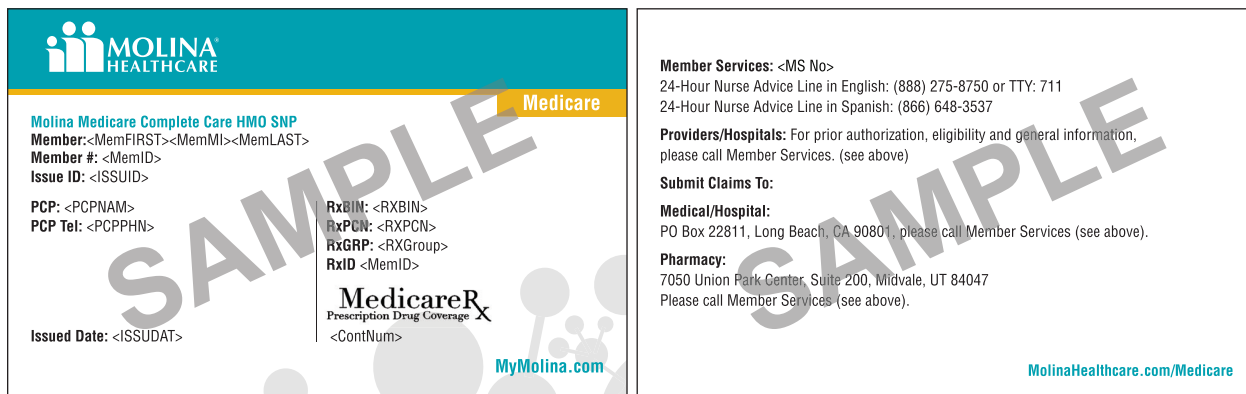 MOLINA®
HEALTHCARE
Medicare
Molina Medicare Complete Care HMO SNP
Member:<MemFIRST><MemMI><MemLAST>
Member #: <MemID>
Issue ID: <ISSUID>
PCP: <PCPNAM>
PCP Tel: <PCPPHN>
RxBIN: <RXBIN>
RxPCN: <RXPCN>
RxGRP: <RXGroup>
RxID <MemID>
MedicareRx
Prescription Drug Coverage
Issued Date: <ISSUDAT>
<ContNum>
MyMolina.com
SAMPLE
Member Services: <MS No>
24-Hour Nurse Advice Line in English: (888) 275-8750 or TTY: 711
24-Hour Nurse Advice Line in Spanish: (866) 648-3537
Providers/Hospitals: For prior authorization, eligibility and general information,
please call Member Services. (see above)
Submit Claims To:
Medical/Hospital:
PO Box 22811, Long Beach, CA 90801, please call Member Services (see above).
Pharmacy:
7050 Union Park Center, Suite 200, Midvale, UT 84047
Please call Member Services (see above).
MolinaHealthcare.com/Medicare
SAMPLE